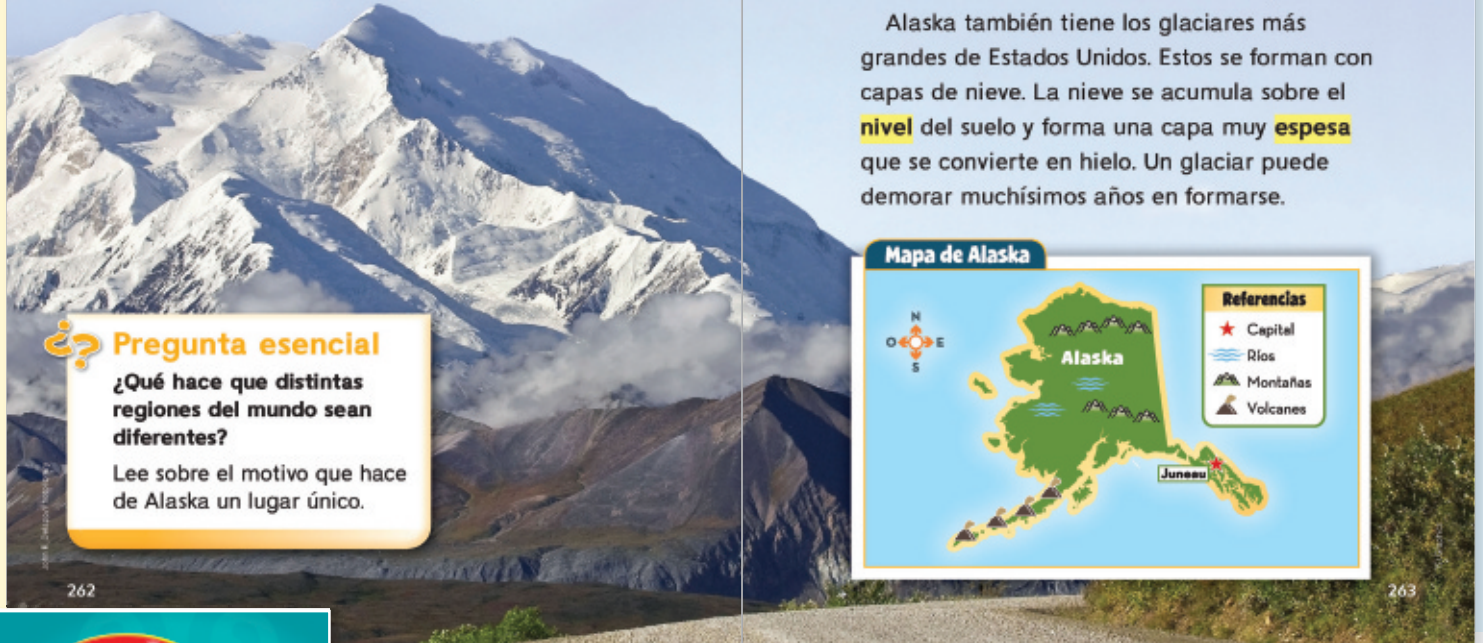 Pregunta esencial
¿Qué hace que distintas
regiones del mundo sean
diferentes?
Lee sobre el motivo que hace
de Alaska un lugar único.
262
Alaska también tiene los glaciares más
grandes de Estados Unidos. Estos se forman con
capas de nieve. La nieve se acumula sobre el
nivel del suelo y forma una capa muy espesa
que se convierte en hielo. Un glaciar puede
demorar muchísimos años en formarse.
Mapa de Alaska
N
O E
S
Alaska
Juneau
Referencias
Capital
Ríos
Montañas
Volcanes
263